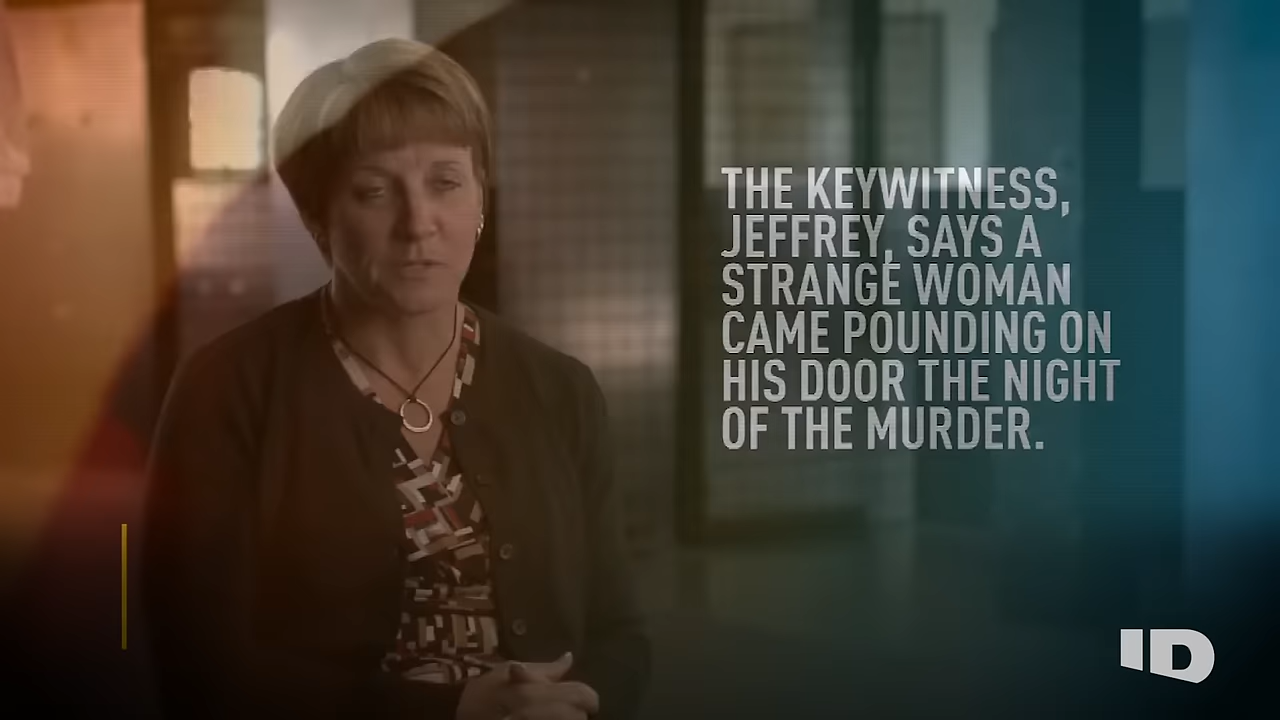 THE KEYWITNESS,
JEFFREY, SAYS A
STRANGE WOMAN
CAME POUNDING ON
HIS DOOR THE NIGHT
OF THE MURDER.
ID